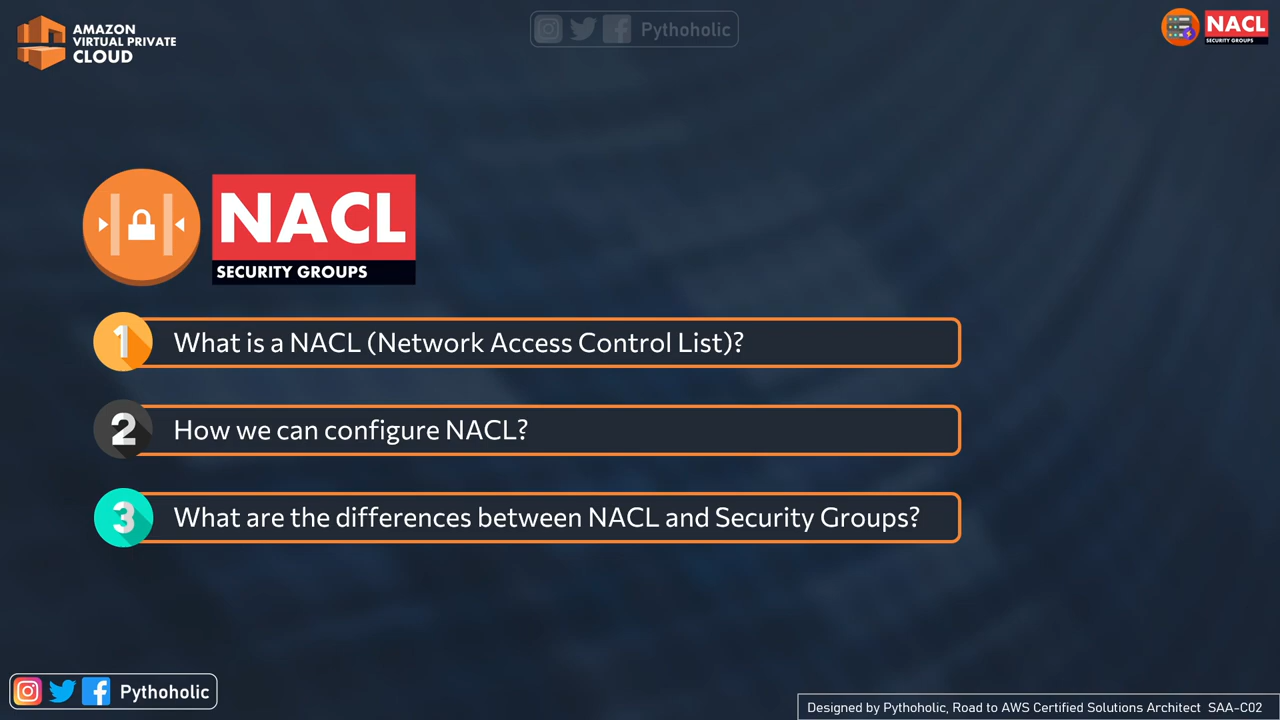 AMAZON
VIRTUAL PRIVATE
CLOUD
Pythoholic
NACL
SECURITY GROUPS
NACL
SECURITY GROUPS
1 What is a NACL (Network Access Control List)?
2 How we can configure NACL?
3 What are the differences between NACL and Security Groups?
Pythoholic
Designed by Pythoholic, Road to AWS Certified Solutions Architect SAA-C02